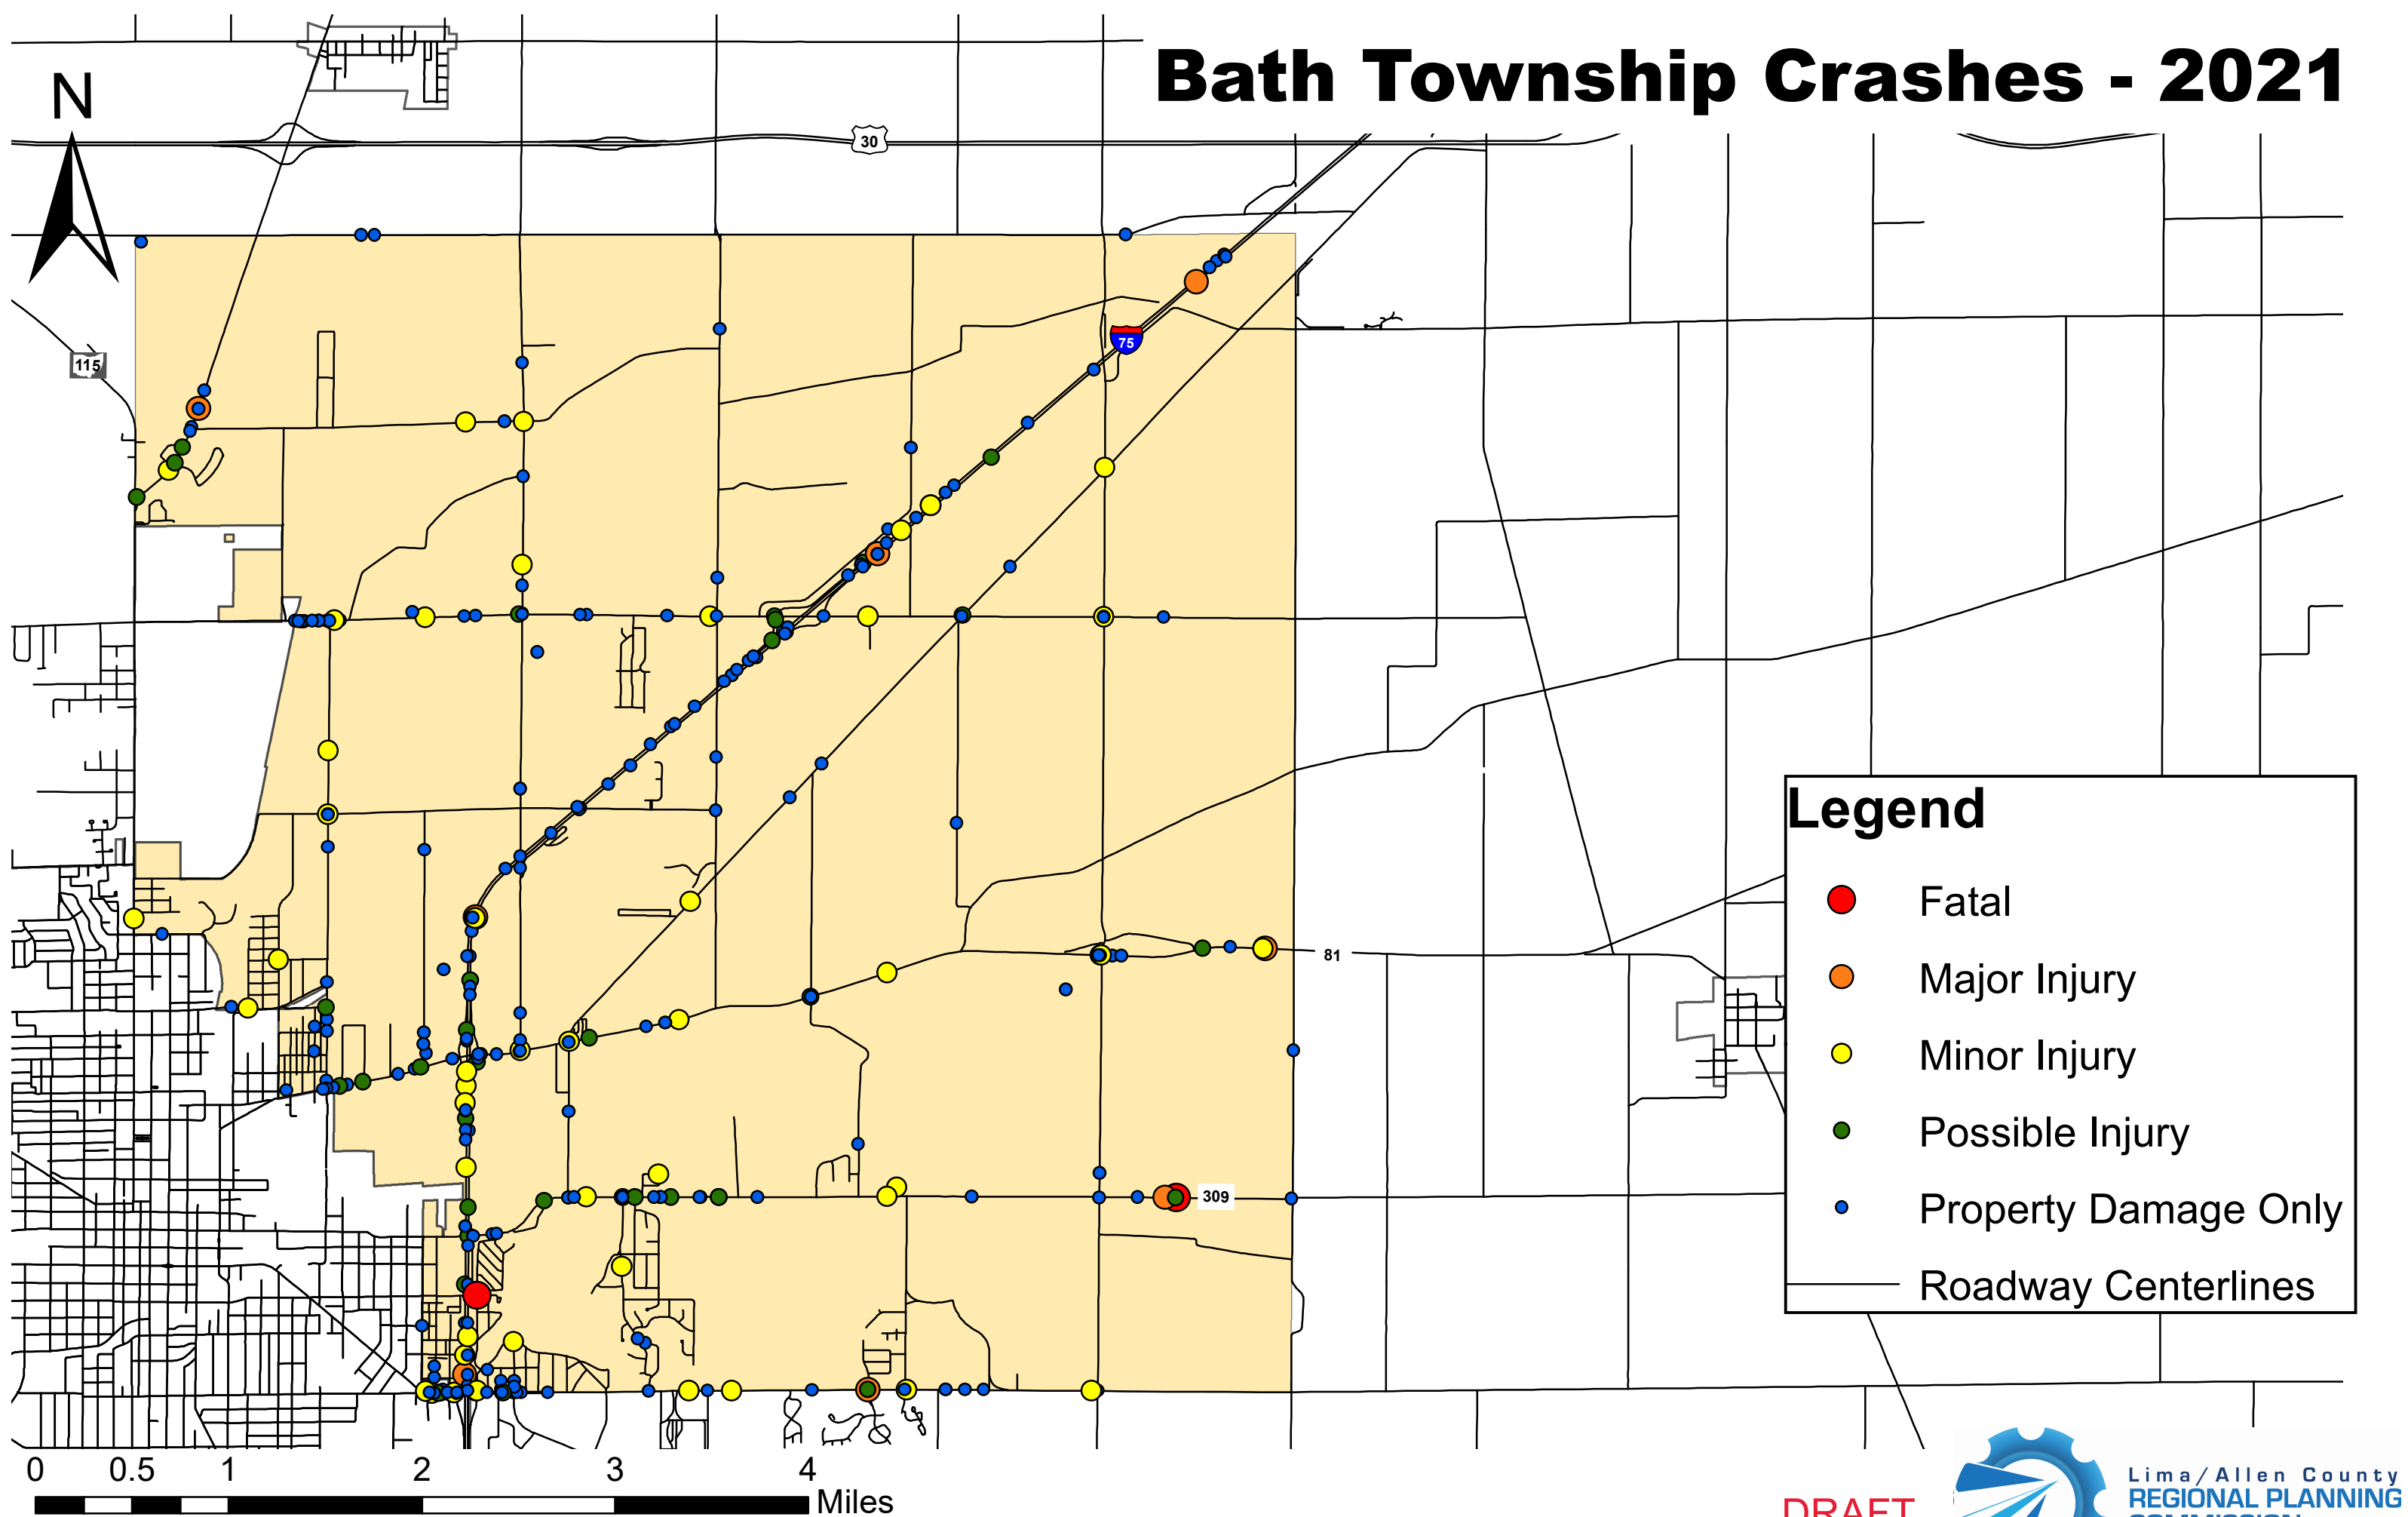 Bath Township Crashes - 2021
N
30
115
75
81
309
Legend
Fatal
Major Injury
Minor Injury
Possible Injury
Property Damage Only
Roadway Centerlines
0 0.5 1 2 3 4
Miles
DRAFT
Lima/Allen County
REGIONAL PLANNING
COMMISSION